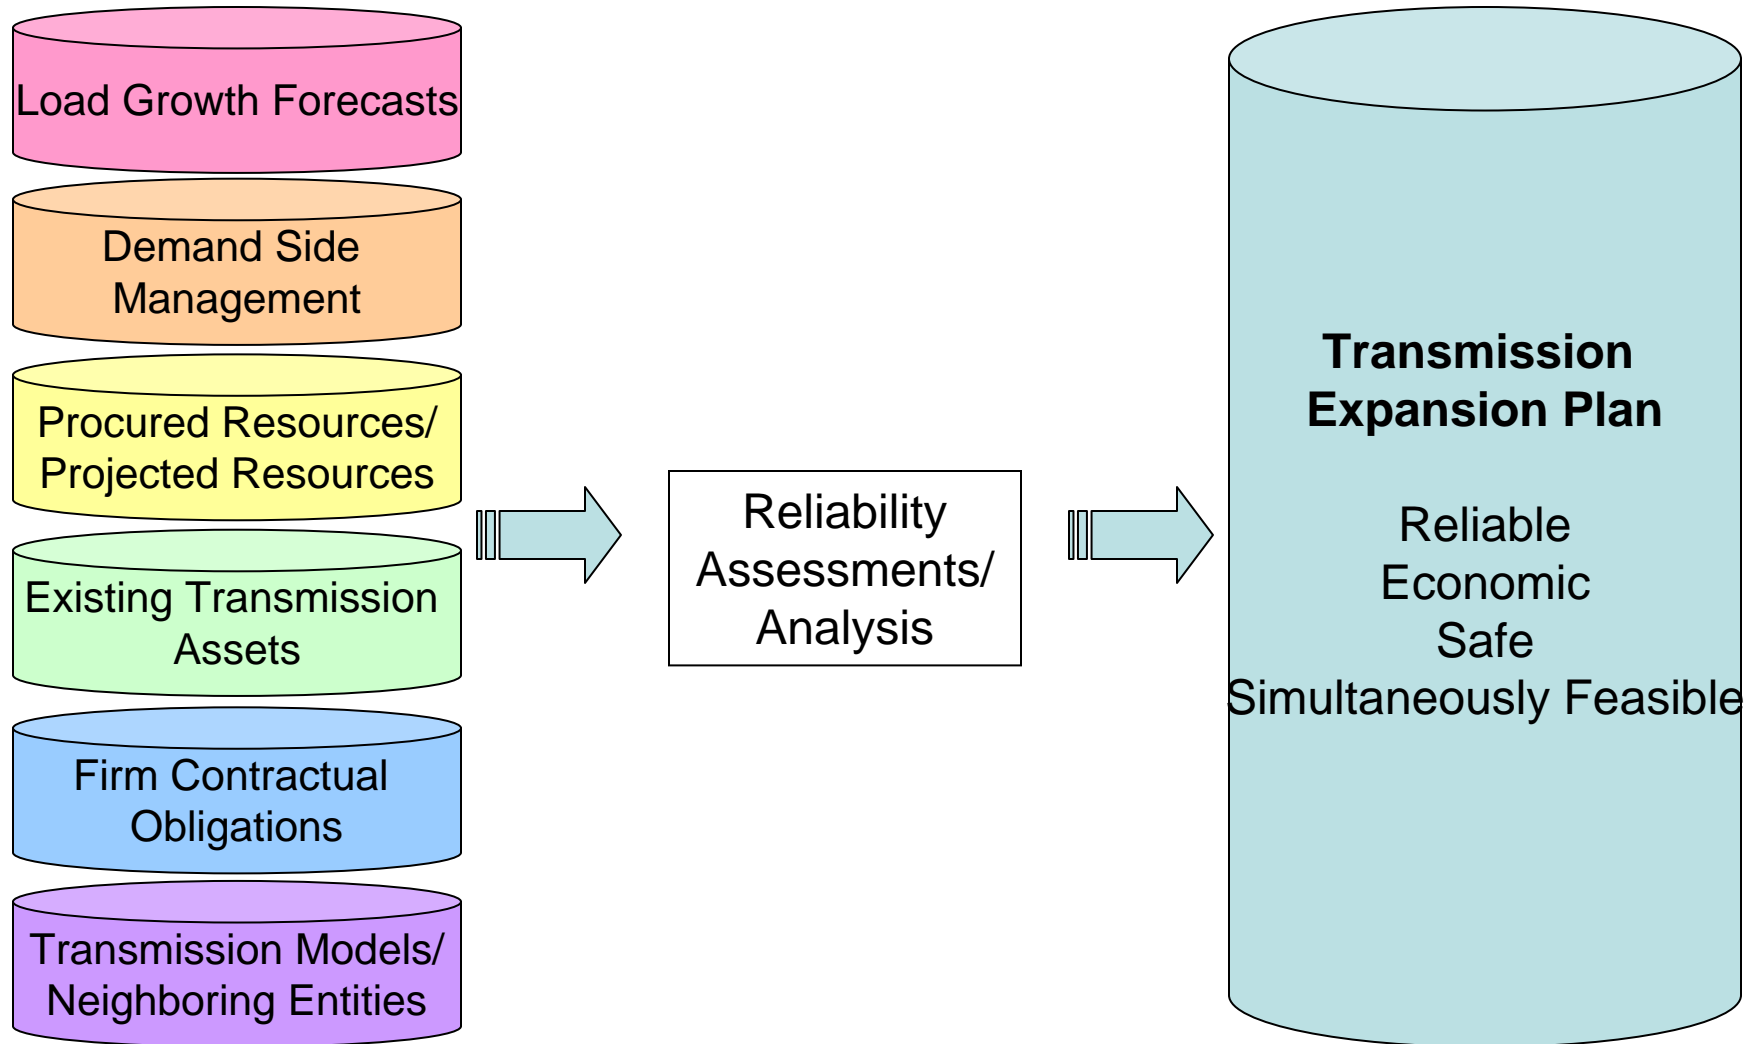 Load Growth Forecasts
Demand Side
Management
Procured Resources/
Projected Resources
Existing Transmission
Assets
Firm Contractual
Obligations
Transmission Models/
Neighboring Entities
Reliability
Assessments/
Analysis
Transmission
Expansion Plan
Reliable
Economic
Safe
Simultaneously Feasible